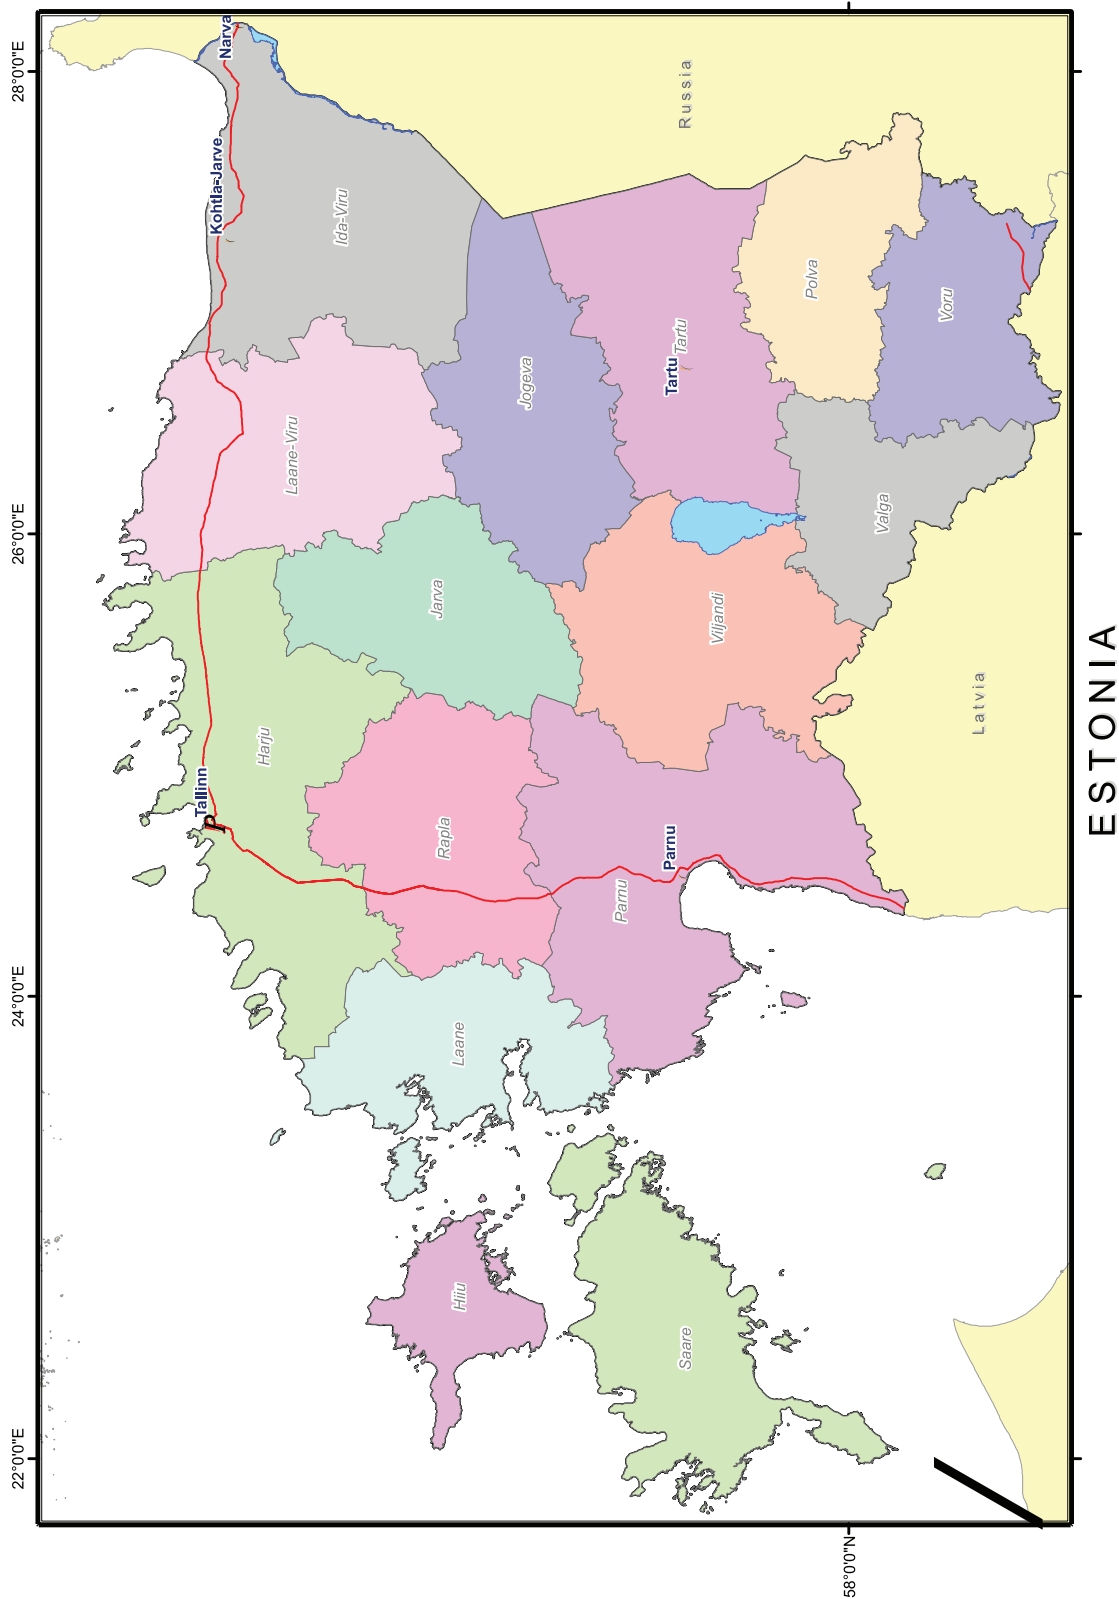 22°0'0"E
24°0'0"E
26°0'0"E
28°0'0"E
Tallinn
Kohtla-Jarve
Narva
Harju
Laane-Viru
Ida-Viru
Hiiu
Laane
Rapla
Jarva
Jogeva
Saare
Parnu
Parnu
Viljandi
Tartu
Tartu
Russia
Polva
Valga
Voru
Latvia
58°0'0"N
ESTONIA